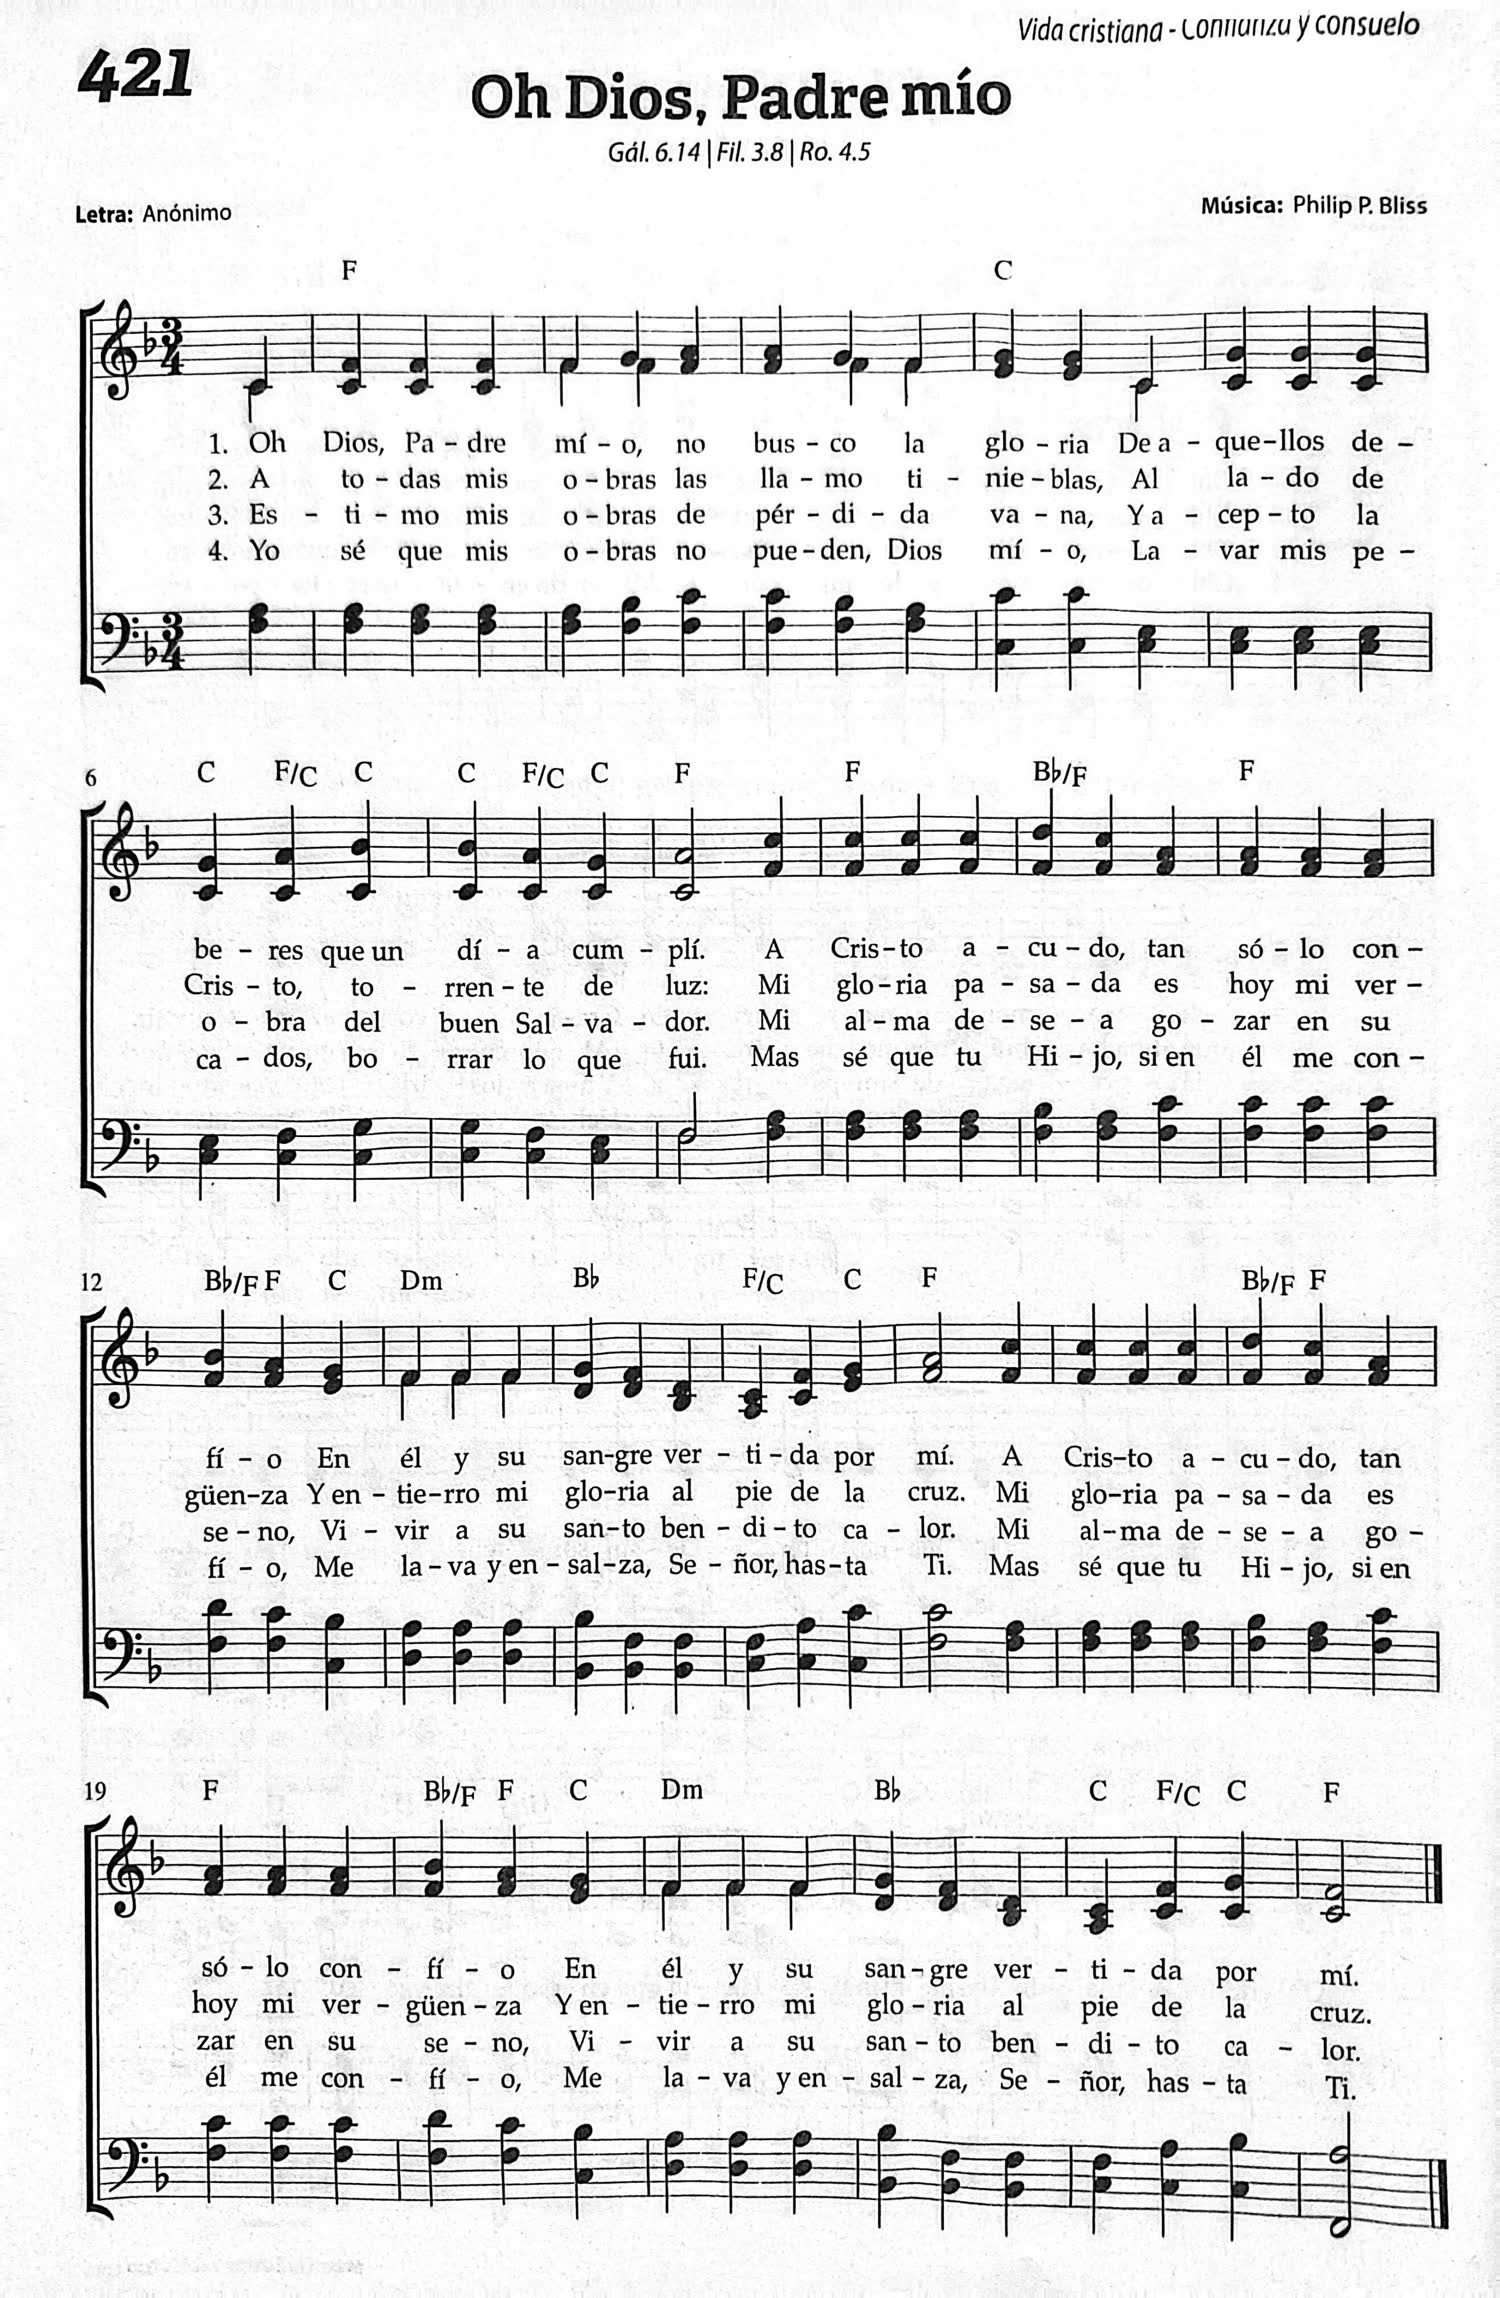 Vida cristiana - Confianza y consuelo
421
Oh Dios, Padre mío
Gál. 6.14 | Fil. 3.8 | Ro. 4.5
Letra: Anónimo
Música: Philip P. Bliss
F C
3 4
1. Oh Dios, Pa - dre mí - o, no bus - co la glo - ria De a - que - llos de -
2. A to - das mis o - bras las lla - mo ti - nie - blas, Al la - do de
3. Es - ti - mo mis o - bras de pér - di - da va - na, Y a - cep - to la
4. Yo sé que mis o - bras no pue - den, Dios mí - o, La - var mis pe -
3 4
6 C F/C C C F/C C F F B♭/F F
be - res que un dí - a cum - plí. A Cris - to a - cu - do, tan só - lo con -
Cris - to, to - rren - te de luz: Mi glo - ria pa - sa - da es hoy mi ver -
o - bra del buen Sal - va - dor. Mi al - ma de - se - a go - zar en su
ca - dos, bo - rrar lo que fui. Mas sé que tu Hi - jo, si en él me con -
12 B♭/F F C Dm B♭ F/C C F B♭/F F
fí - o En él y su san - gre ver - ti - da por mí. A Cris - to a - cu - do, tan
güen - za Y en - tie - rro mi glo - ria al pie de la cruz. Mi glo - ria pa - sa - da es
se - no, Vi - vir a su san - to ben - di - to ca - lor. Mi al - ma de - se - a go -
fí - o, Me la - va y en - sal - za, Se - ñor, has - ta Ti. Mas sé que tu Hi - jo, si en
19 F B♭/F F C Dm B♭ C F/C C F
só - lo con - fí - o En él y su san - gre ver - ti - da por mí.
hoy mi ver - güen - za Y en - tie - rro mi glo - ria al pie de la cruz.
zar en su se - no, Vi - vir a su san - to ben - di - to ca - lor.
él me con - fí - o, Me la - va y en - sal - za, Se - ñor, has - ta Ti.